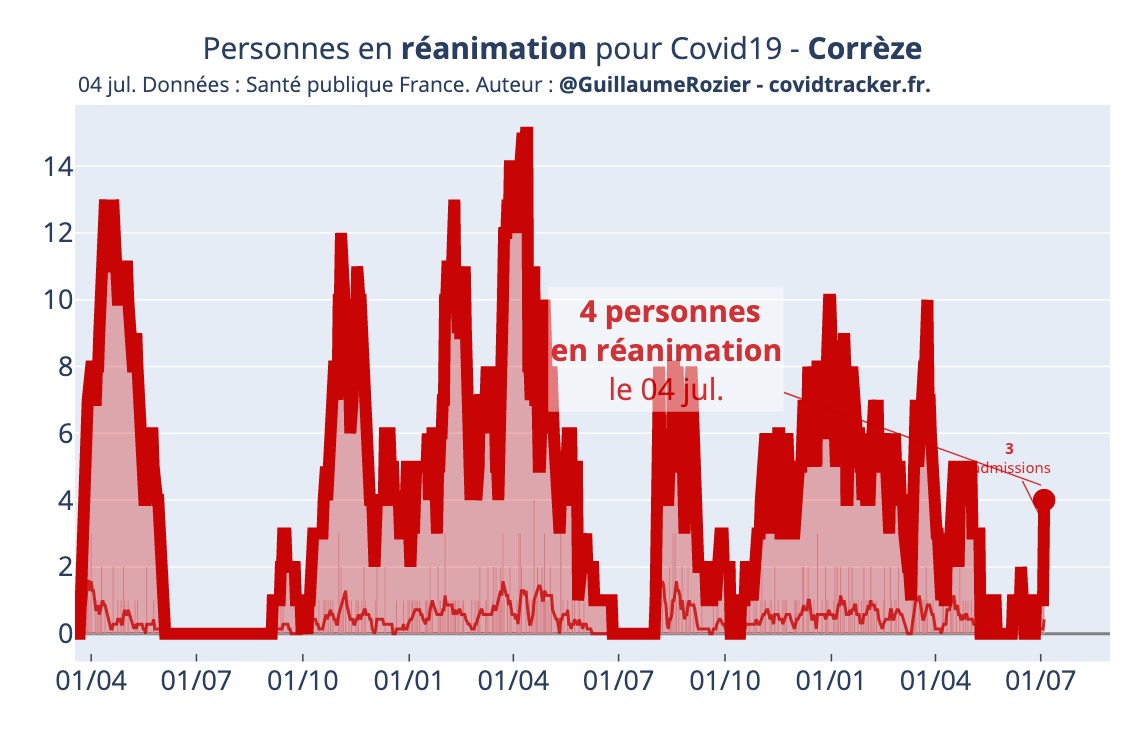 Personnes en réanimation pour Covid19 - Corrèze
04 jul. Données : Santé publique France. Auteur : @GuillaumeRozier - covidtracker.fr.
14
12
10
8
6
4
2
0
4 personnes
en réanimation
le 04 jul.
3
admissions
01/04 01/07 01/10 01/01 01/04 01/07 01/10 01/01 01/04 01/07